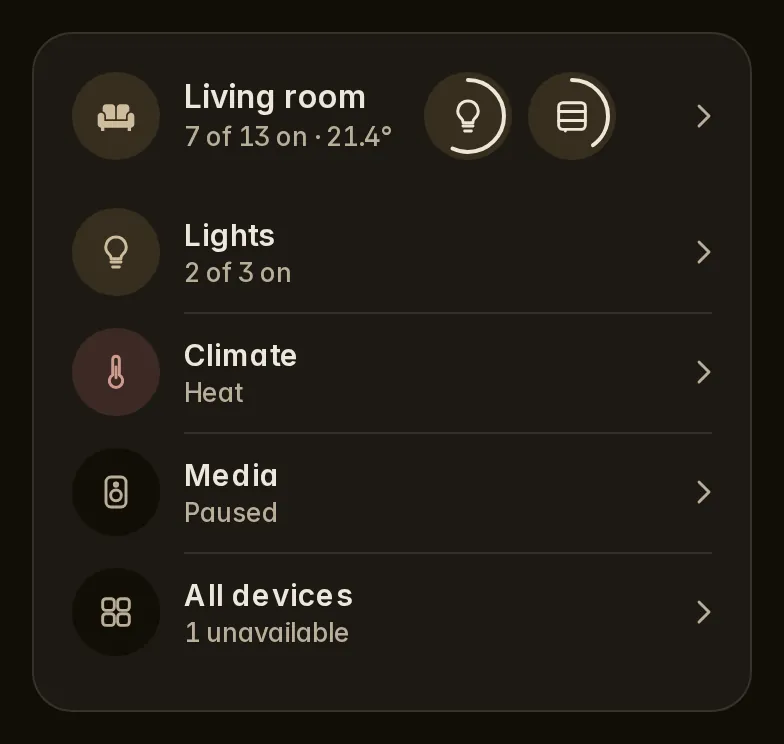 Living room
7 of 13 on · 21.4°
Lights
2 of 3 on
Climate
Heat
Media
Paused
All devices
1 unavailable